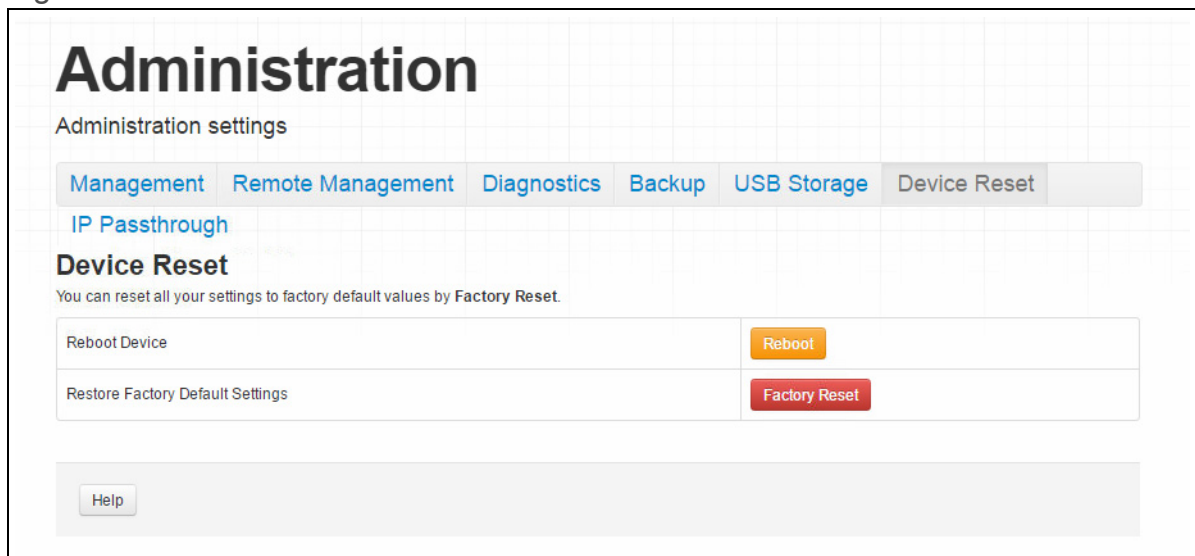 Administration
Administration settings
Management Remote Management Diagnostics Backup USB Storage Device Reset
IP Passthrough
Device Reset
You can reset all your settings to factory default values by Factory Reset.
Reboot Device Reboot
Restore Factory Default Settings Factory Reset
Help